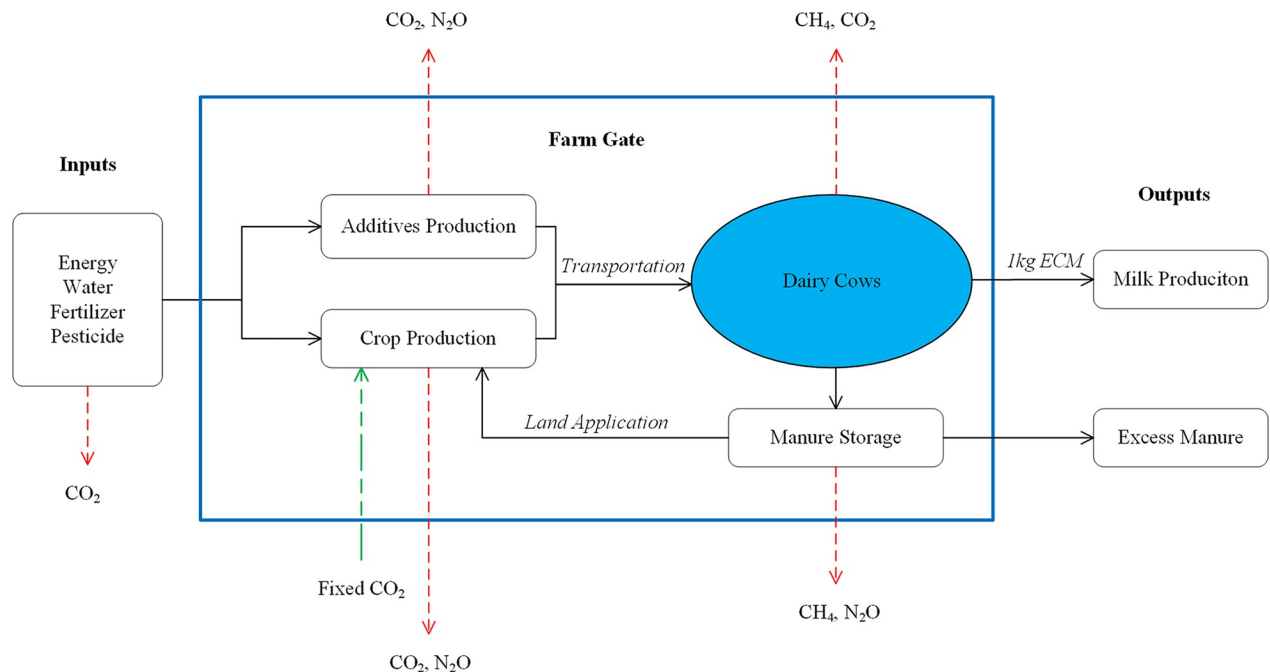 CO₂, N₂O
CH₄, CO₂
Farm Gate
Inputs
Outputs
Additives Production
Energy
Water
Fertilizer
Pesticide
Transportation
Dairy Cows
1kg ECM
Milk Produciton
Crop Production
Land Application
Manure Storage
Excess Manure
CO₂
Fixed CO₂
CH₄, N₂O
CO₂, N₂O